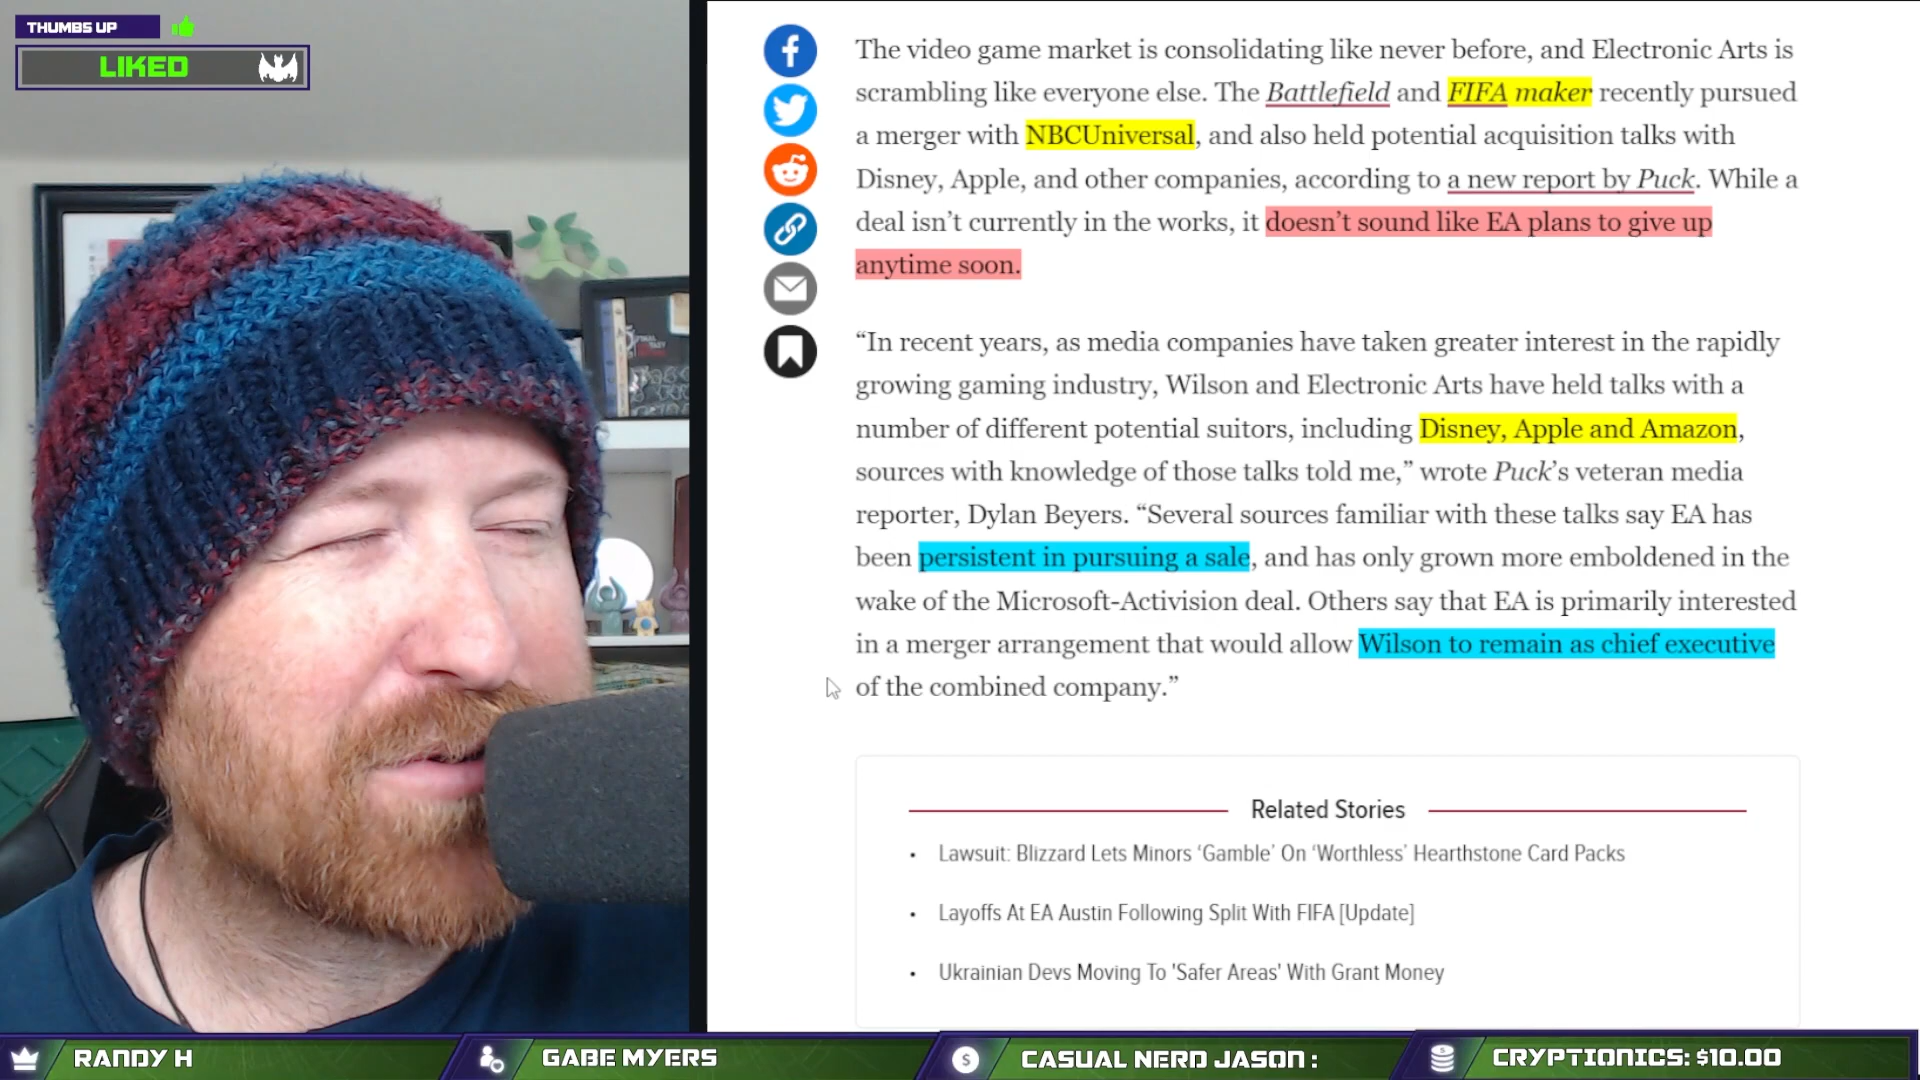 THUMBS UP
LIKED
The video game market is consolidating like never before, and Electronic Arts is
scrambling like everyone else. The Battlefield and FIFA maker recently pursued
a merger with NBCUniversal, and also held potential acquisition talks with
Disney, Apple, and other companies, according to a new report by Puck. While a
deal isn’t currently in the works, it doesn’t sound like EA plans to give up
anytime soon.
“In recent years, as media companies have taken greater interest in the rapidly
growing gaming industry, Wilson and Electronic Arts have held talks with a
number of different potential suitors, including Disney, Apple and Amazon,
sources with knowledge of those talks told me,” wrote Puck’s veteran media
reporter, Dylan Beyers. “Several sources familiar with these talks say EA has
been persistent in pursuing a sale, and has only grown more emboldened in the
wake of the Microsoft-Activision deal. Others say that EA is primarily interested
in a merger arrangement that would allow Wilson to remain as chief executive
of the combined company.”
Related Stories
• Lawsuit: Blizzard Lets Minors ‘Gamble’ On ‘Worthless’ Hearthstone Card Packs
• Layoffs At EA Austin Following Split With FIFA [Update]
• Ukrainian Devs Moving To 'Safer Areas' With Grant Money
RANDY H
GABE MYERS
CASUAL NERD JASON :
CRYPTIONICS: $10.00